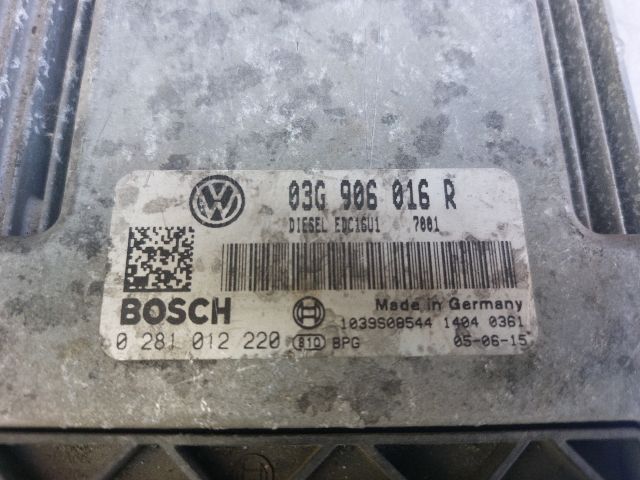 03G 906 016 R
DIESEL EDC16U1 7001
BOSCH
Made in Germany
1039S08544 1404 0361
0 281 012 220 810 BPG 05-06-15